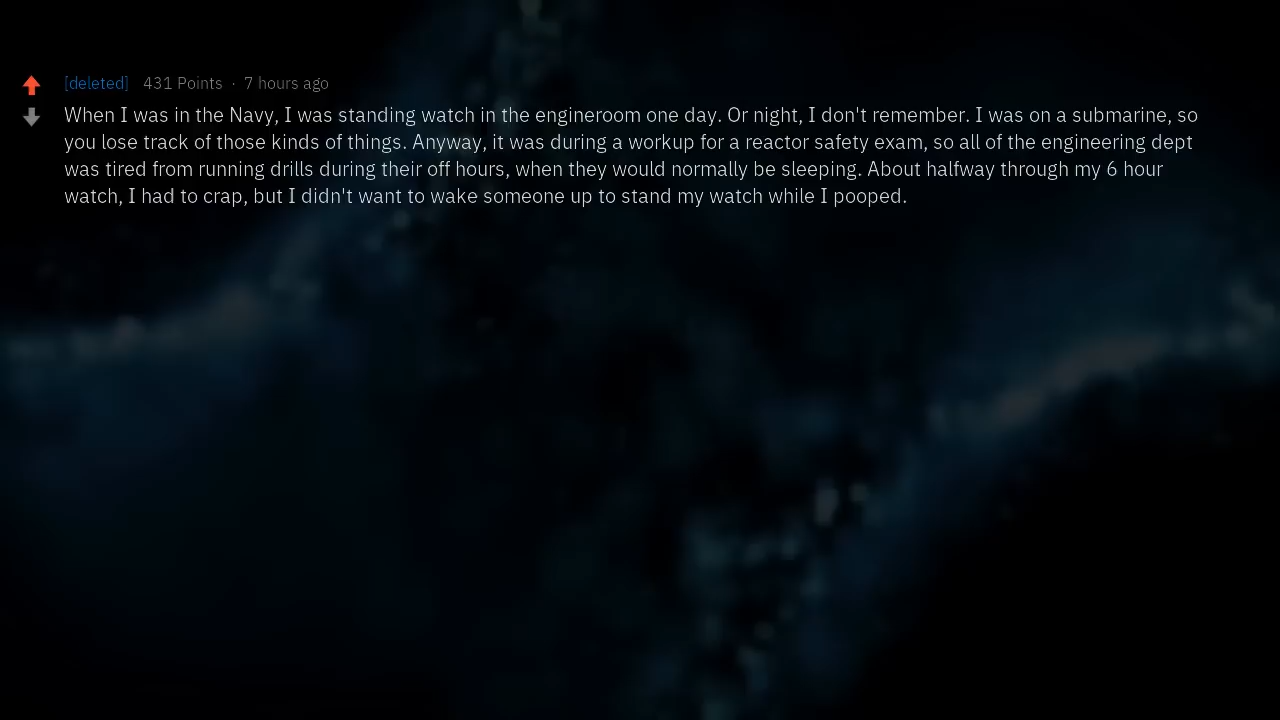 [deleted] 431 Points · 7 hours ago
When I was in the Navy, I was standing watch in the engineroom one day. Or night, I don't remember. I was on a submarine, so
you lose track of those kinds of things. Anyway, it was during a workup for a reactor safety exam, so all of the engineering dept
was tired from running drills during their off hours, when they would normally be sleeping. About halfway through my 6 hour
watch, I had to crap, but I didn't want to wake someone up to stand my watch while I pooped.